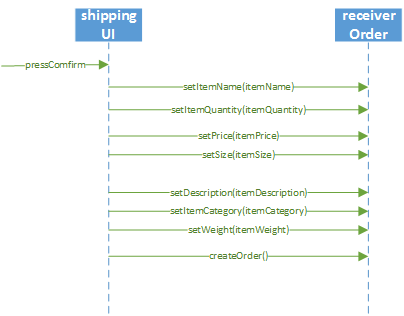 shipping
UI
receiver
Order
pressComfirm
setItemName(itemName)
setItemQuantity(itemQuantity)
setPrice(itemPrice)
setSize(itemSize)
setDescription(itemDescription)
setItemCategory(itemCategory)
setWeight(itemWeight)
createOrder()